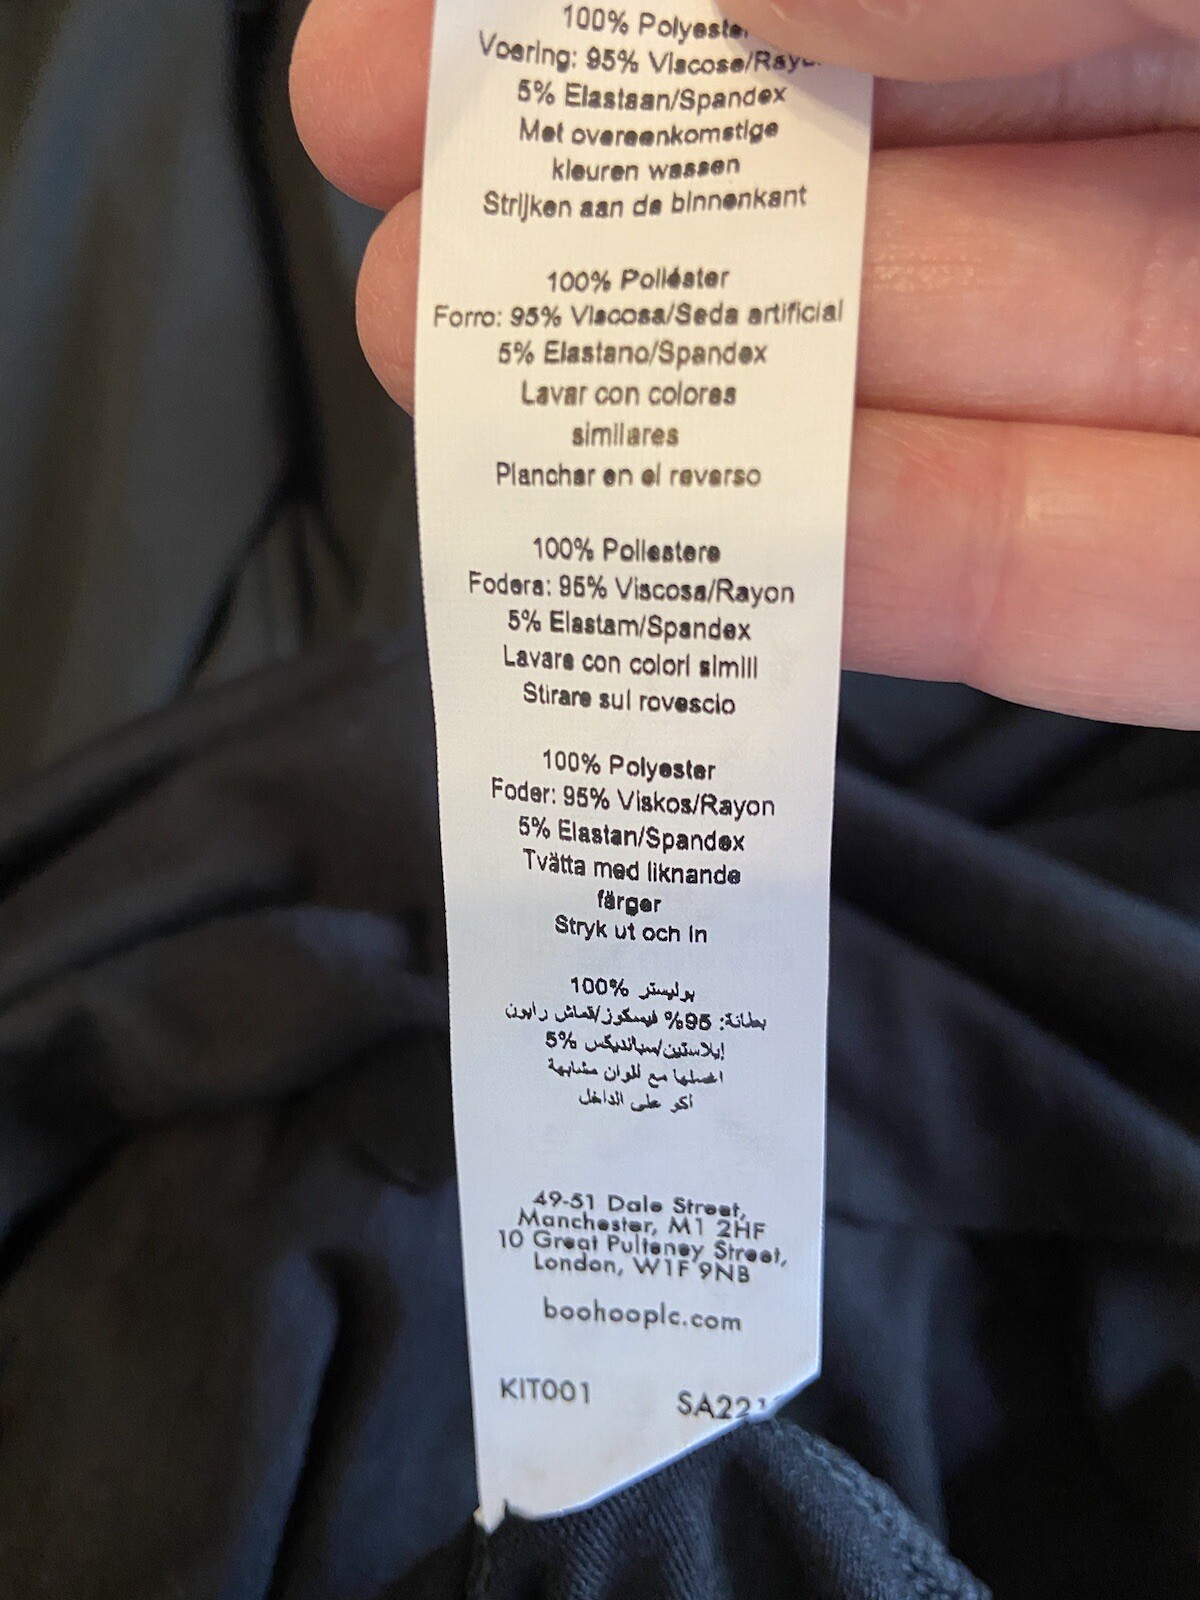 100% Polyester
Voering: 95% Viscose/Rayon
5% Elastaan/Spandex
Met overeenkomstige
kleuren wassen
Strijken aan de binnenkant
100% Poliéster
Forro: 95% Viscosa/Seda artificial
5% Elastano/Spandex
Lavar con colores
similares
Planchar en el reverso
100% Poliestere
Fodera: 95% Viscosa/Rayon
5% Elastam/Spandex
Lavare con colori simili
Stirare sul rovescio
100% Polyester
Foder: 95% Viskos/Rayon
5% Elastan/Spandex
Tvätta med liknande
färger
Stryk ut och in
بوليستر %100
بطانة: 95% فيسكوز/قماش رايون
إيلاستين/سبانديكس %5
اغسلها مع ألوان مشابهة
أكو على الداخل
49-51 Dale Street,
Manchester, M1 2HF
10 Great Pulteney Street,
London, W1F 9NB
boohooplc.com
KIT001